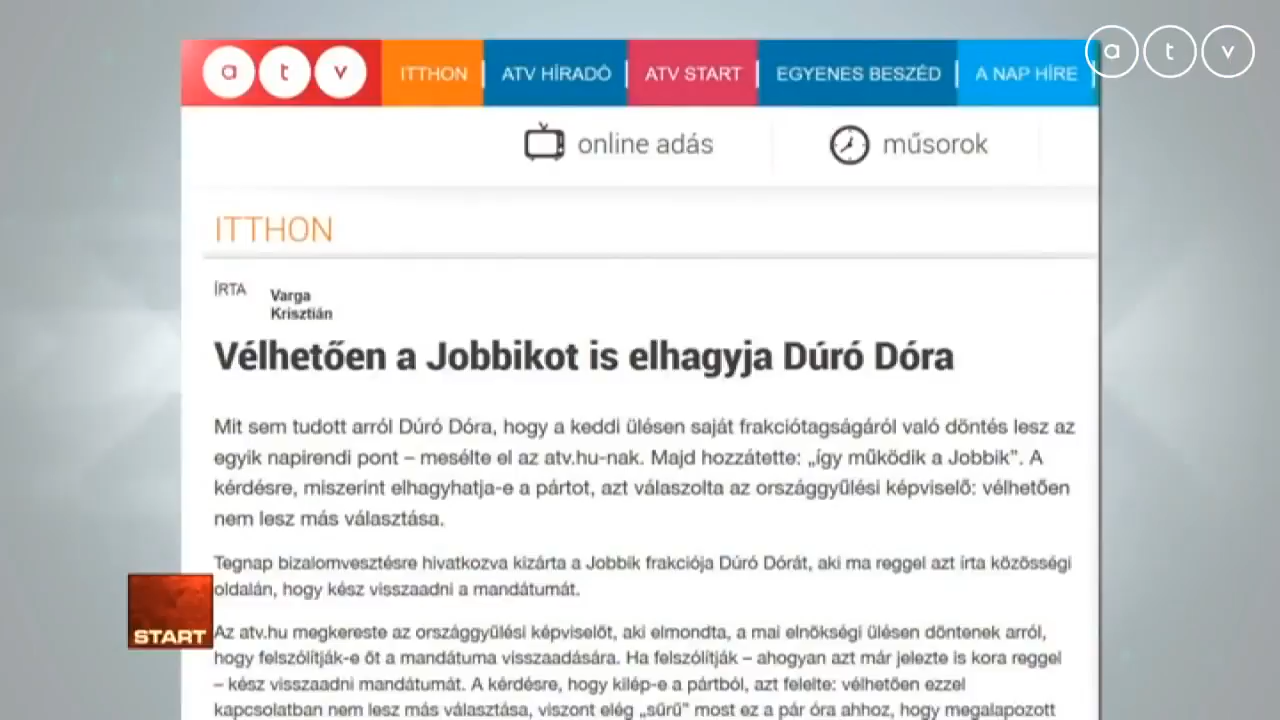 a t v
ITTHON
ATV HÍRADÓ
ATV START
EGYENES BESZÉD
A NAP HÍRE
a t v
online adás
műsorok
ITTHON
ÍRTA
Varga
Krisztián
Vélhetően a Jobbikot is elhagyja Dúró Dóra
Mit sem tudott arról Dúró Dóra, hogy a keddi ülésen saját frakciótagságáról való döntés lesz az
egyik napirendi pont – mesélte el az atv.hu-nak. Majd hozzátette: „így működik a Jobbik”. A
kérdésre, miszerint elhagyhatja-e a pártot, azt válaszolta az országgyűlési képviselő: vélhetően
nem lesz más választása.
Tegnap bizalomvesztésre hivatkozva kizárta a Jobbik frakciója Dúró Dórát, aki ma reggel azt írta közösségi
oldalán, hogy kész visszaadni a mandátumát.
START
Az atv.hu megkereste az országgyűlési képviselőt, aki elmondta, a mai elnökségi ülésen döntenek arról,
hogy felszólítják-e őt a mandátuma visszaadására. Ha felszólítják – ahogyan azt már jelezte is kora reggel
– kész visszaadni mandátumát. A kérdésre, hogy kilép-e a pártból, azt felelte: vélhetően ezzel
kapcsolatban nem lesz más választása, viszont elég „sűrű” most ez a pár óra ahhoz, hogy megalapozott